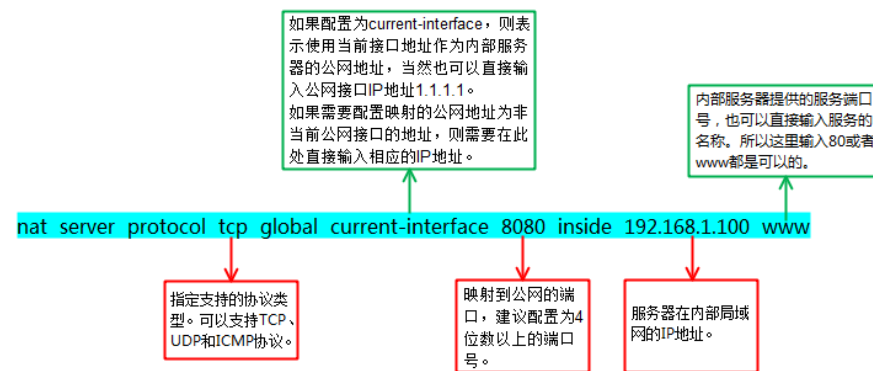 如果配置为current-interface，则表
示使用当前接口地址作为内部服务
器的公网地址，当然也可以直接输
入公网接口IP地址1.1.1.1。
如果需要配置映射的公网地址为非
当前公网接口的地址，则需要在此
处直接输入相应的IP地址。
内部服务器提供的服务端口
号，也可以直接输入服务的
名称。所以这里输入80或者
www都是可以的。
nat server protocol tcp global current-interface 8080 inside 192.168.1.100 www
指定支持的协议类
型。可以支持TCP、
UDP和ICMP协议。
映射到公网的端
口，建议配置为4
位数以上的端口
号。
服务器在内部局域
网的IP地址。